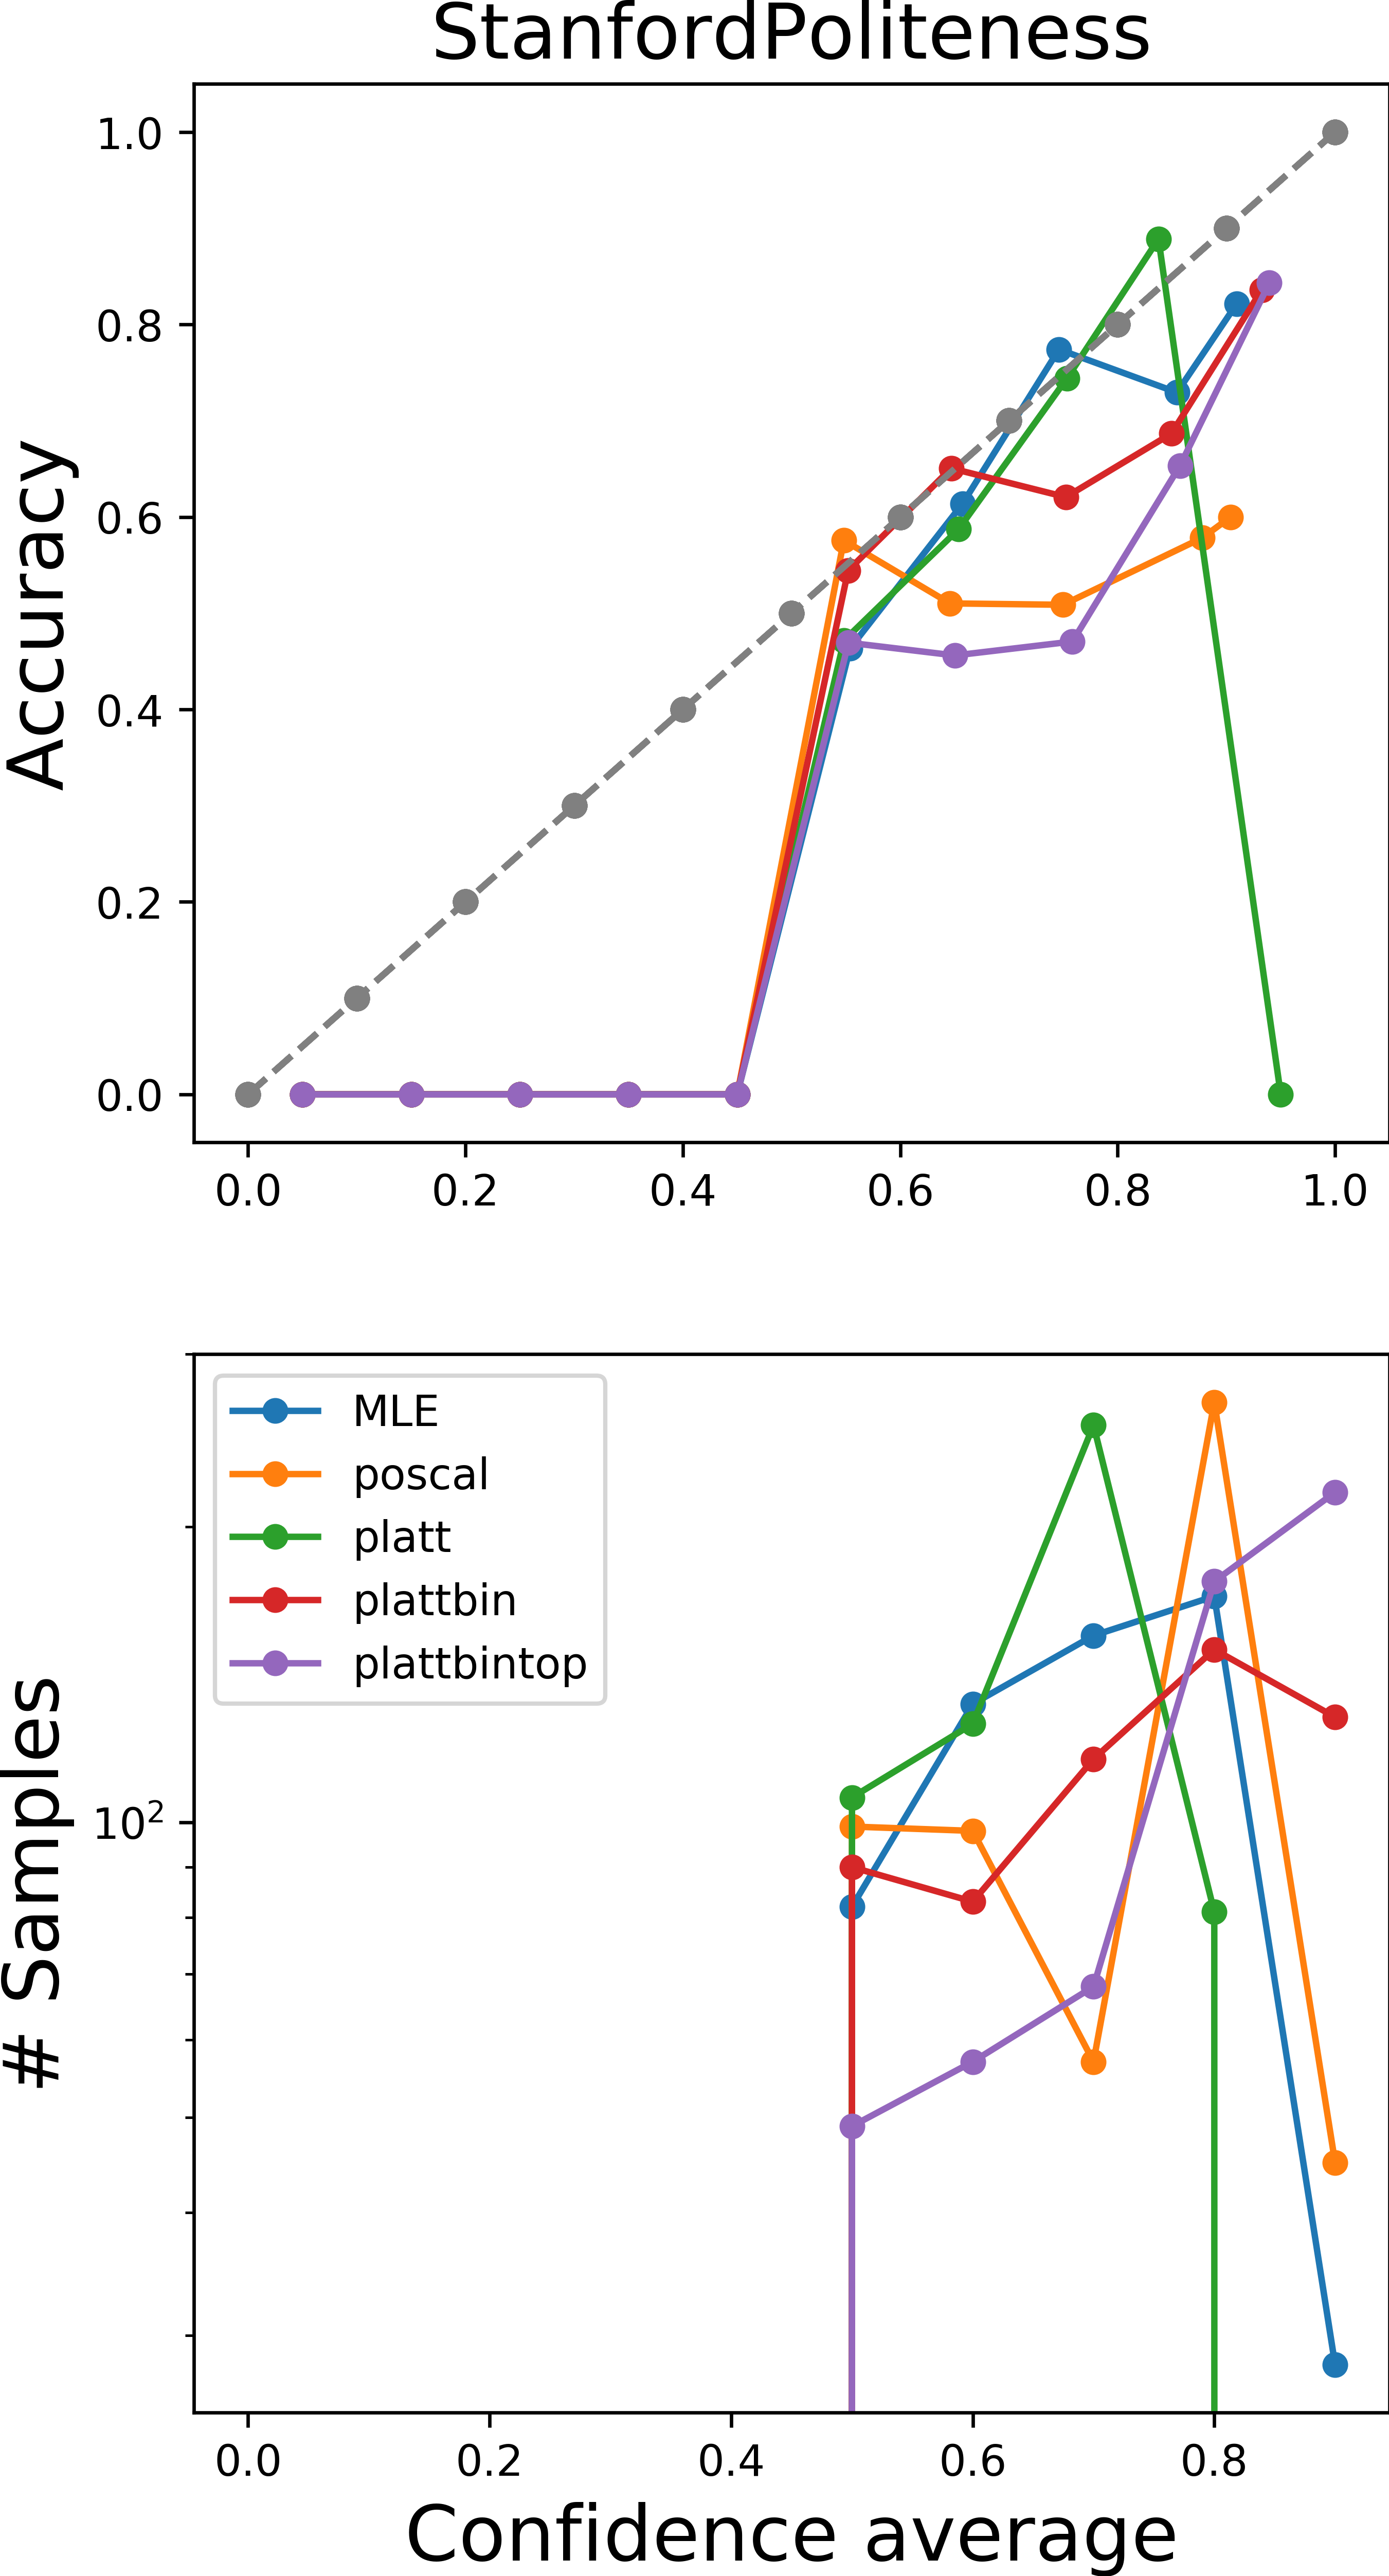 StanfordPoliteness
Accuracy
1.0
0.8
0.6
0.4
0.2
0.0
0.0 0.2 0.4 0.6 0.8 1.0
# Samples
10²
MLE
poscal
platt
plattbin
plattbintop
0.0 0.2 0.4 0.6 0.8
Confidence average